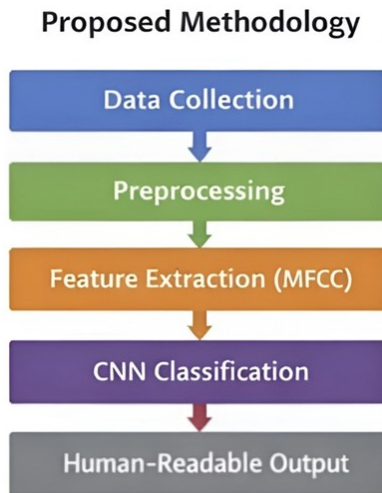 Proposed Methodology
Data Collection
Preprocessing
Feature Extraction (MFCC)
CNN Classification
Human-Readable Output